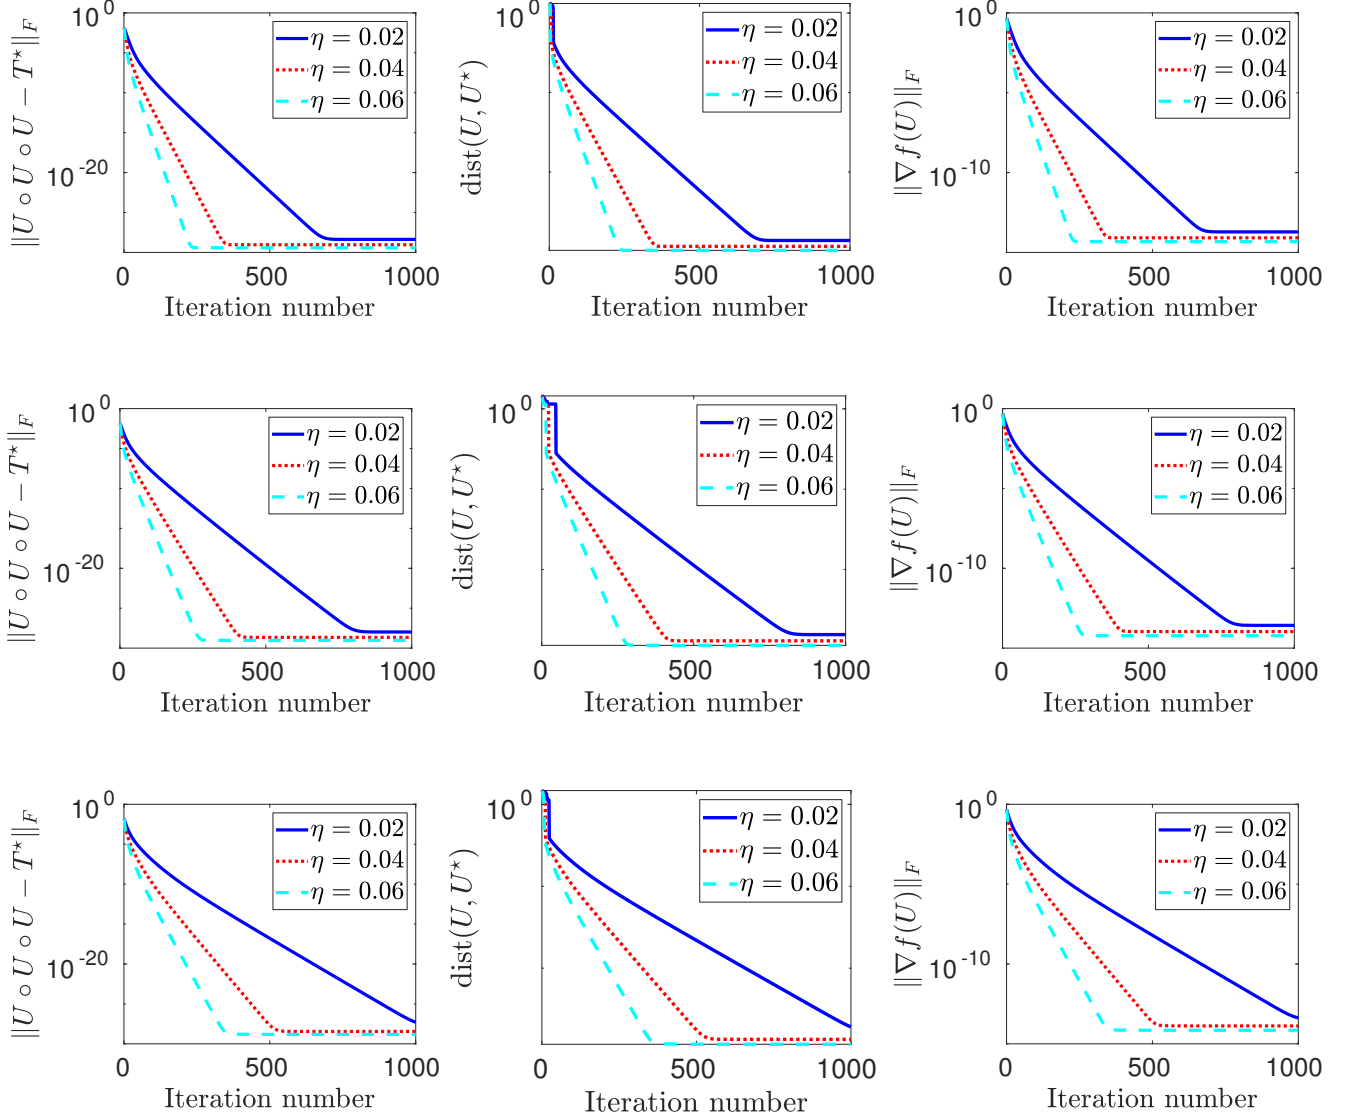 ‖U ∘ U ∘ U − T⋆‖F
10^0
10^-20
η = 0.02
η = 0.04
η = 0.06
0 500 1000
Iteration number
dist(U, U⋆)
10^0
η = 0.02
η = 0.04
η = 0.06
0 500 1000
Iteration number
‖∇f(U)‖F
10^0
10^-10
η = 0.02
η = 0.04
η = 0.06
0 500 1000
Iteration number
‖U ∘ U ∘ U ∘ U − T⋆‖F
10^0
10^-20
η = 0.02
η = 0.04
η = 0.06
0 500 1000
Iteration number
dist(U, U⋆)
10^0
η = 0.02
η = 0.04
η = 0.06
0 500 1000
Iteration number
‖∇f(U)‖F
10^0
10^-10
η = 0.02
η = 0.04
η = 0.06
0 500 1000
Iteration number
‖U ∘ U ∘ U ∘ U − T⋆‖F
10^0
10^-20
η = 0.02
η = 0.04
η = 0.06
0 500 1000
Iteration number
dist(U, U⋆)
10^0
η = 0.02
η = 0.04
η = 0.06
0 500 1000
Iteration number
‖∇f(U)‖F
10^0
10^-10
η = 0.02
η = 0.04
η = 0.06
0 500 1000
Iteration number